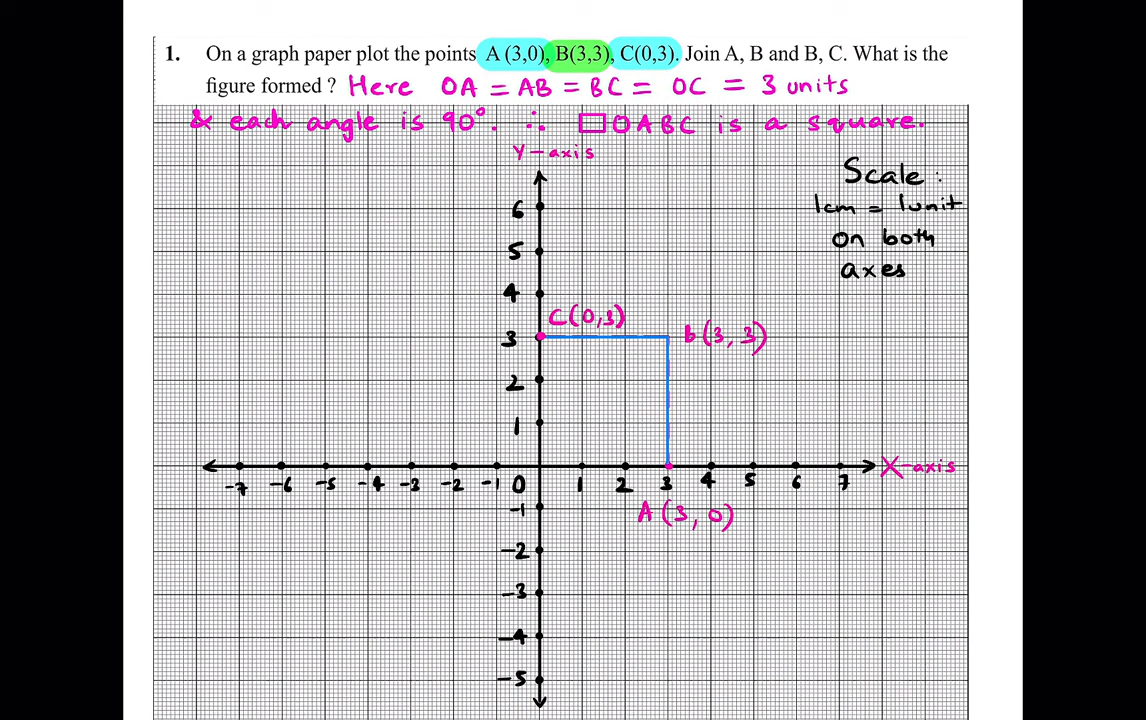 1. On a graph paper plot the points A (3,0), B(3,3), C(0,3). Join A, B and B, C. What is the
figure formed ? Here OA = AB = BC = OC = 3 units
& each angle is 90°. ∴ □OABC is a square.
Y-axis
Scale :
1cm = 1unit
on both
axes
6
5
4
C(0,3)
3
B(3, 3)
2
1
X-axis
-7 -6 -5 -4 -3 -2 -1 0 1 2 3 4 5 6 7
-1
A(3, 0)
-2
-3
-4
-5